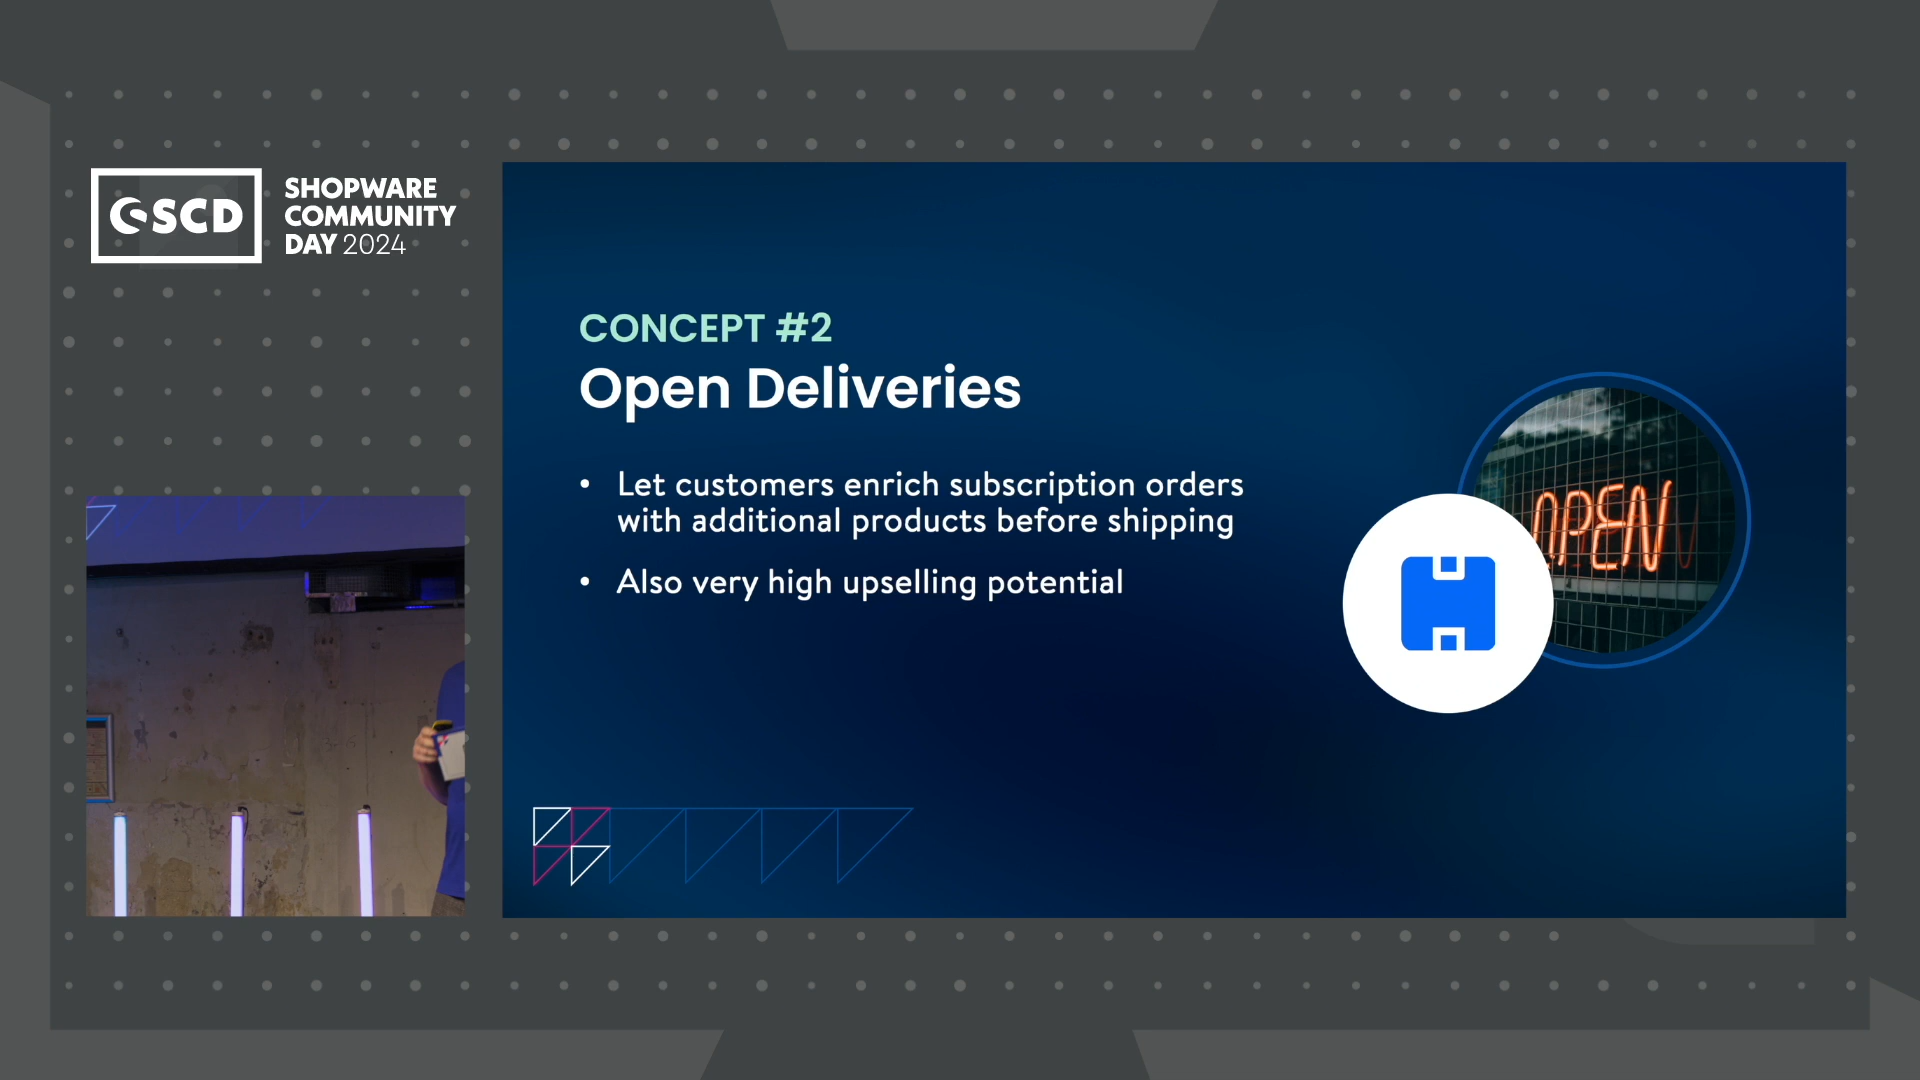 SCD
SHOPWARE
COMMUNITY
DAY 2024
CONCEPT #2
Open Deliveries
• Let customers enrich subscription orders
with additional products before shipping
• Also very high upselling potential
OPEN